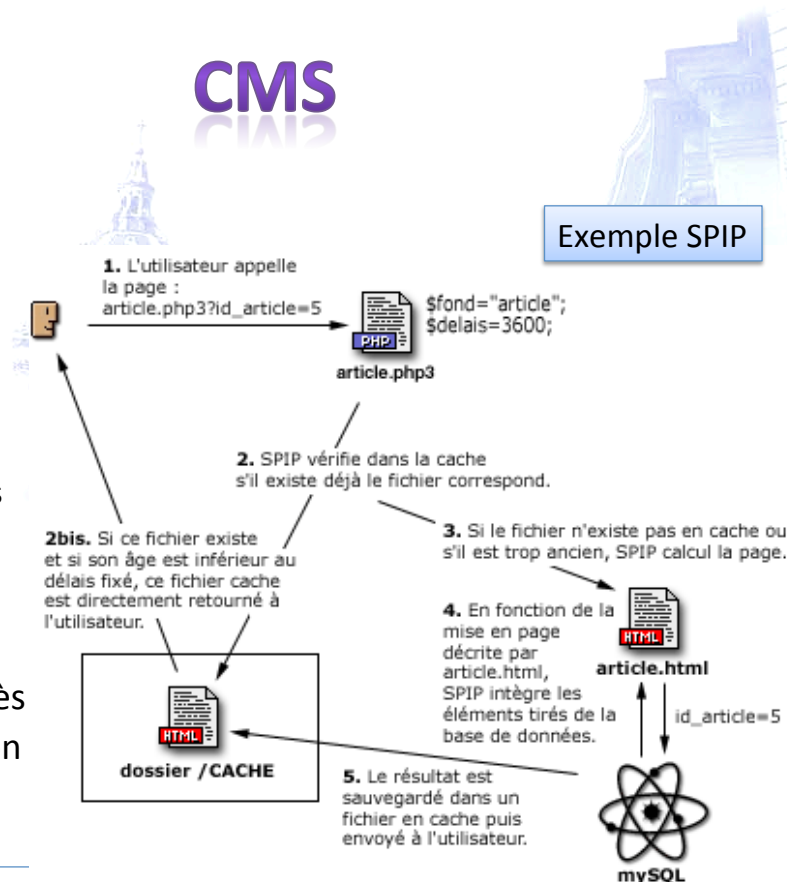 CMS
Exemple SPIP
1. L'utilisateur appelle
la page :
article.php3?id_article=5
$fond="article";
$delais=3600;
PHP
article.php3
2. SPIP vérifie dans la cache
s'il existe déjà le fichier correspond.
2bis. Si ce fichier existe
et si son âge est inférieur au
délais fixé, ce fichier cache
est directement retourné à
l'utilisateur.
3. Si le fichier n'existe pas en cache ou
s'il est trop ancien, SPIP calcul la page.
4. En fonction de la
mise en page
décrite par
article.html,
SPIP intègre les
éléments tirés de la
base de données.
HTML
article.html
id_article=5
HTML
dossier /CACHE
5. Le résultat est
sauvegardé dans un
fichier en cache puis
envoyé à l'utilisateur.
mySQL